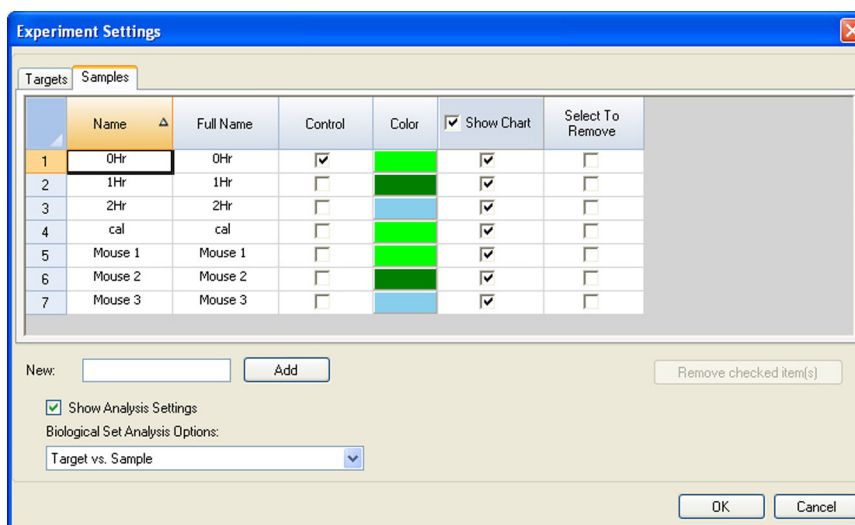 Experiment Settings
Targets Samples
Name Full Name Control Color Show Chart Select To Remove
1 0Hr 0Hr
2 1Hr 1Hr
3 2Hr 2Hr
4 cal cal
5 Mouse 1 Mouse 1
6 Mouse 2 Mouse 2
7 Mouse 3 Mouse 3
New: Add Remove checked item(s)
Show Analysis Settings
Biological Set Analysis Options:
Target vs. Sample
OK Cancel